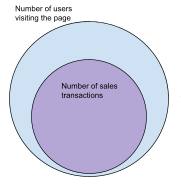 Number of users
visiting the page
Number of sales
transactions